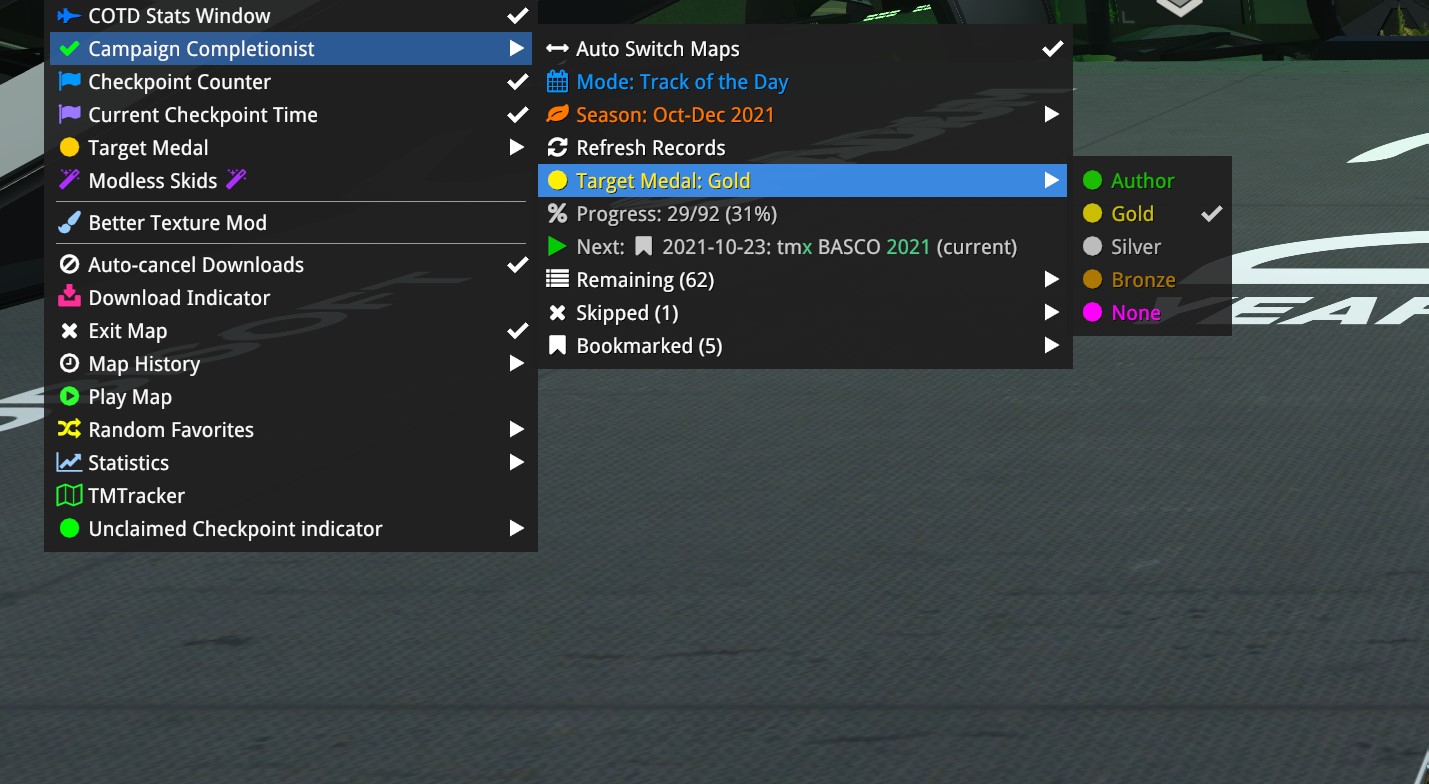 COTD Stats Window
Campaign Completionist
Checkpoint Counter
Current Checkpoint Time
Target Medal
Modless Skids
Better Texture Mod
Auto-cancel Downloads
Download Indicator
Exit Map
Map History
Play Map
Random Favorites
Statistics
TMTracker
Unclaimed Checkpoint indicator
Auto Switch Maps
Mode: Track of the Day
Season: Oct-Dec 2021
Refresh Records
Target Medal: Gold
Progress: 29/92 (31%)
Next: 2021-10-23: tmx BASCO 2021 (current)
Remaining (62)
Skipped (1)
Bookmarked (5)
Author
Gold
Silver
Bronze
None